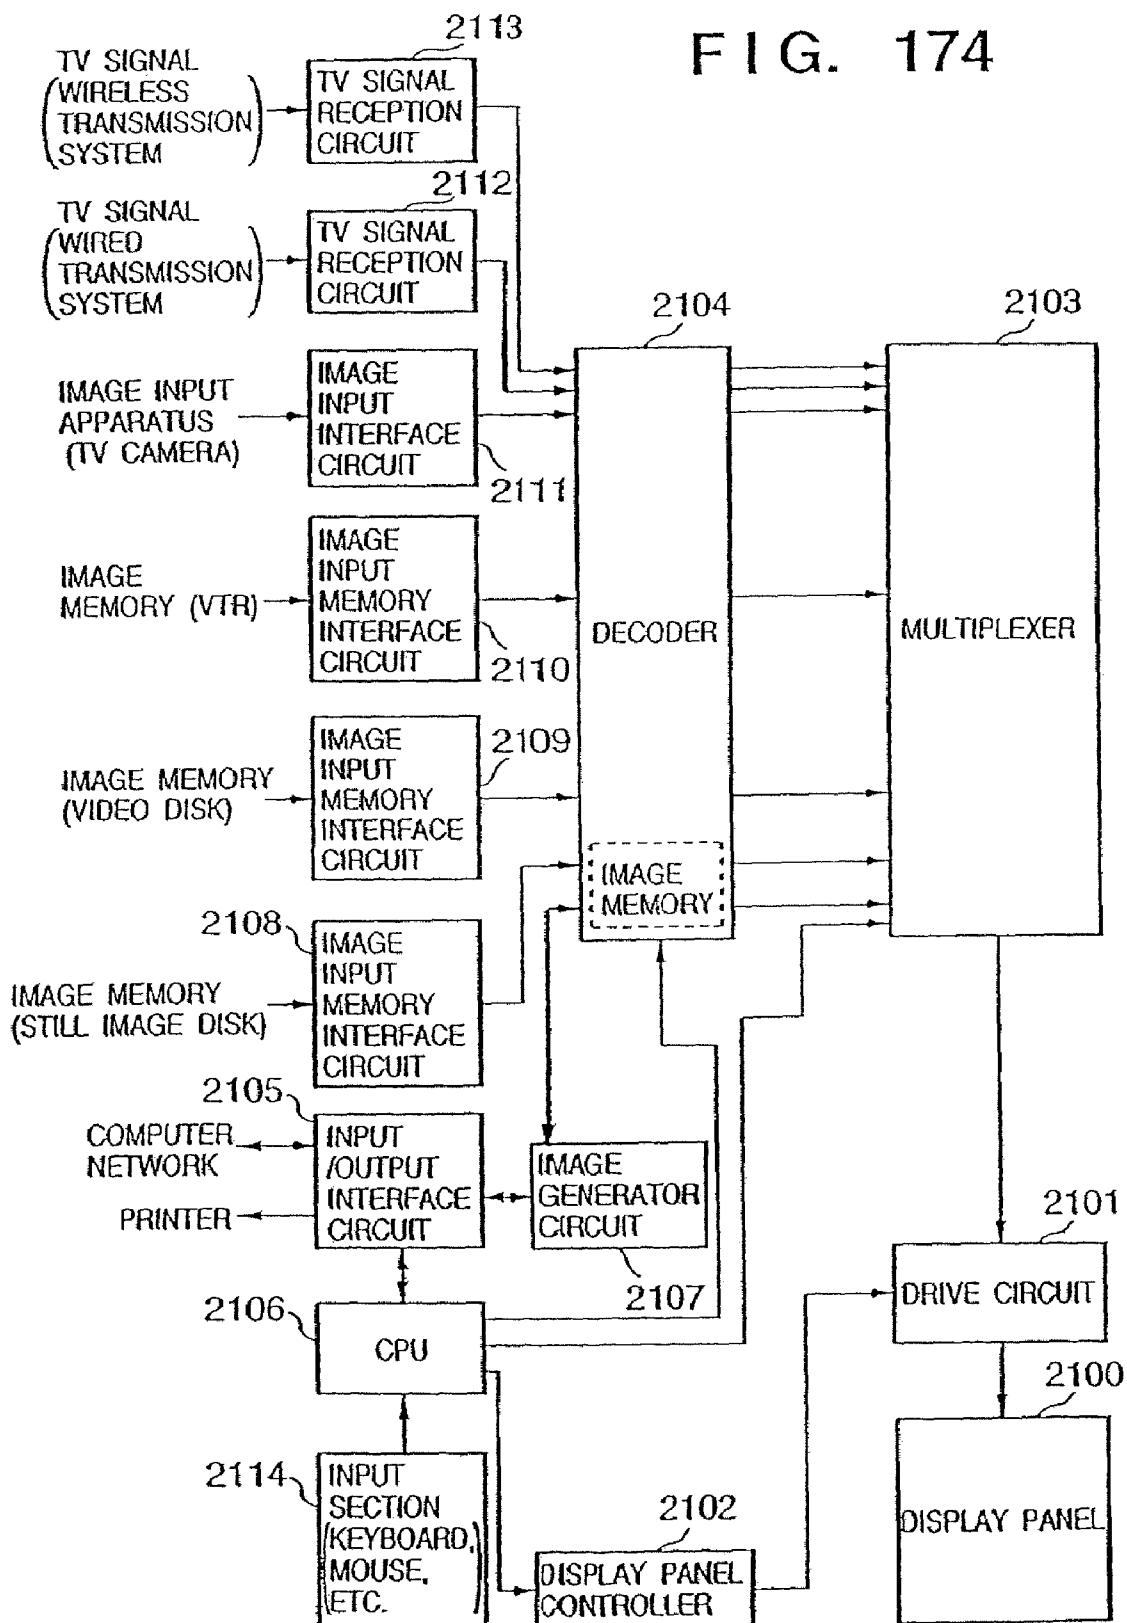 FIG. 174
2113
TV SIGNAL
(WIRELESS
TRANSMISSION
SYSTEM)
TV SIGNAL
RECEPTION
CIRCUIT
2112
TV SIGNAL
(WIRED
TRANSMISSION
SYSTEM)
TV SIGNAL
RECEPTION
CIRCUIT
2104
2103
IMAGE INPUT
APPARATUS
(TV CAMERA)
IMAGE
INPUT
INTERFACE
CIRCUIT
2111
IMAGE
MEMORY (VTR)
IMAGE
INPUT
MEMORY
INTERFACE
CIRCUIT
2110
DECODER
MULTIPLEXER
IMAGE MEMORY
(VIDEO DISK)
IMAGE
INPUT
MEMORY
INTERFACE
CIRCUIT
2109
IMAGE
MEMORY
2108
IMAGE MEMORY
(STILL IMAGE DISK)
IMAGE
INPUT
MEMORY
INTERFACE
CIRCUIT
2105
COMPUTER
NETWORK
PRINTER
INPUT
/OUTPUT
INTERFACE
CIRCUIT
IMAGE
GENERATOR
CIRCUIT
2107
2101
DRIVE CIRCUIT
2106
CPU
2100
DISPLAY PANEL
2114
INPUT
SECTION
(KEYBOARD,
MOUSE,
ETC.)
2102
DISPLAY PANEL
CONTROLLER